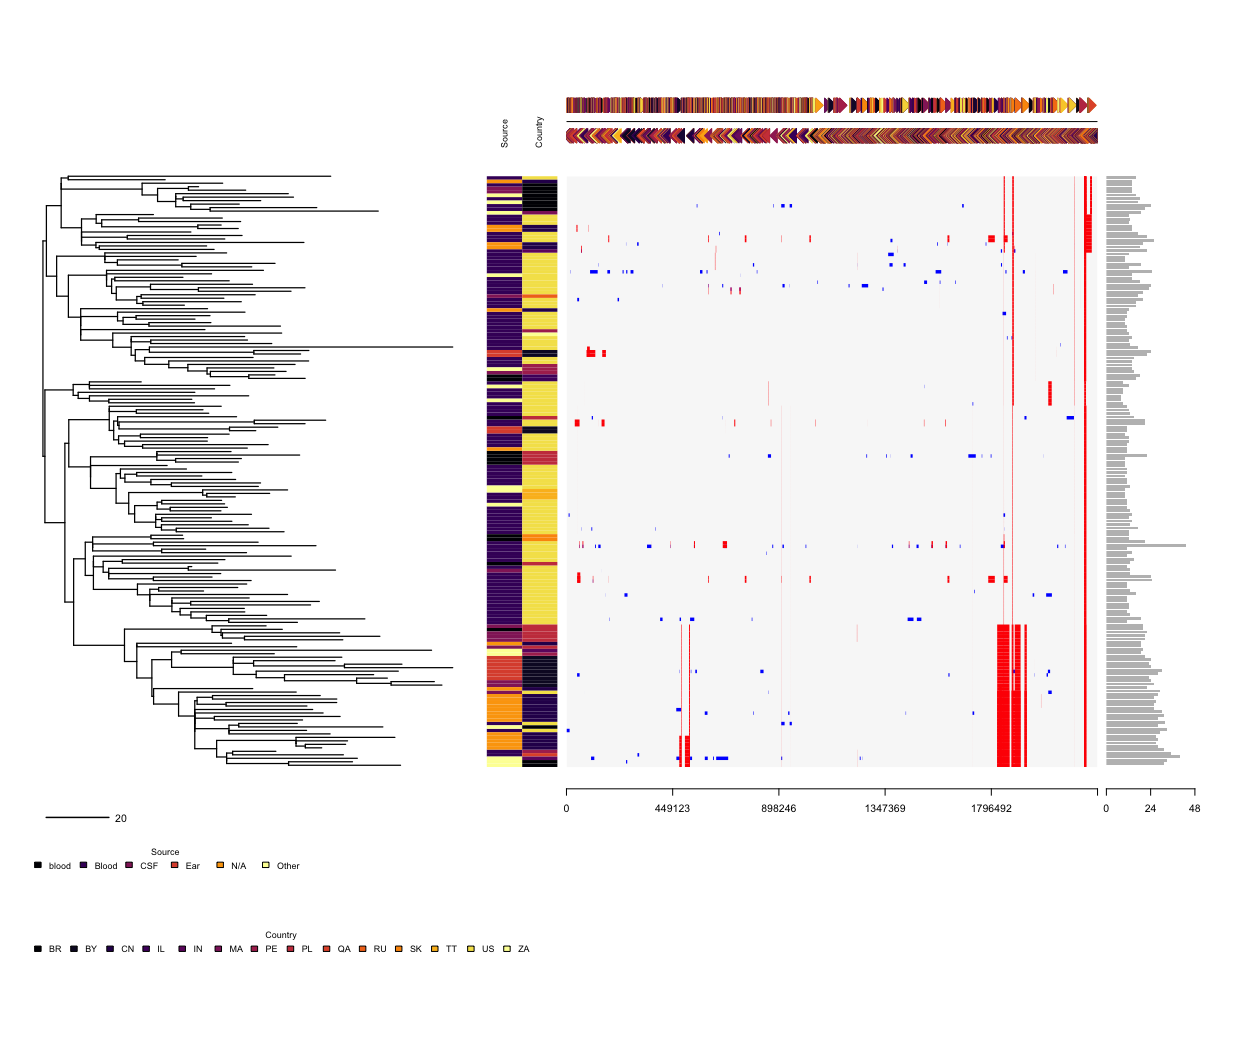 Source
Country
0 449123 898246 1347369 1796492 0 24 48
20
Source
blood Blood CSF Ear N/A Other
Country
BR BY CN IL IN MA PE PL QA RU SK TT US ZA